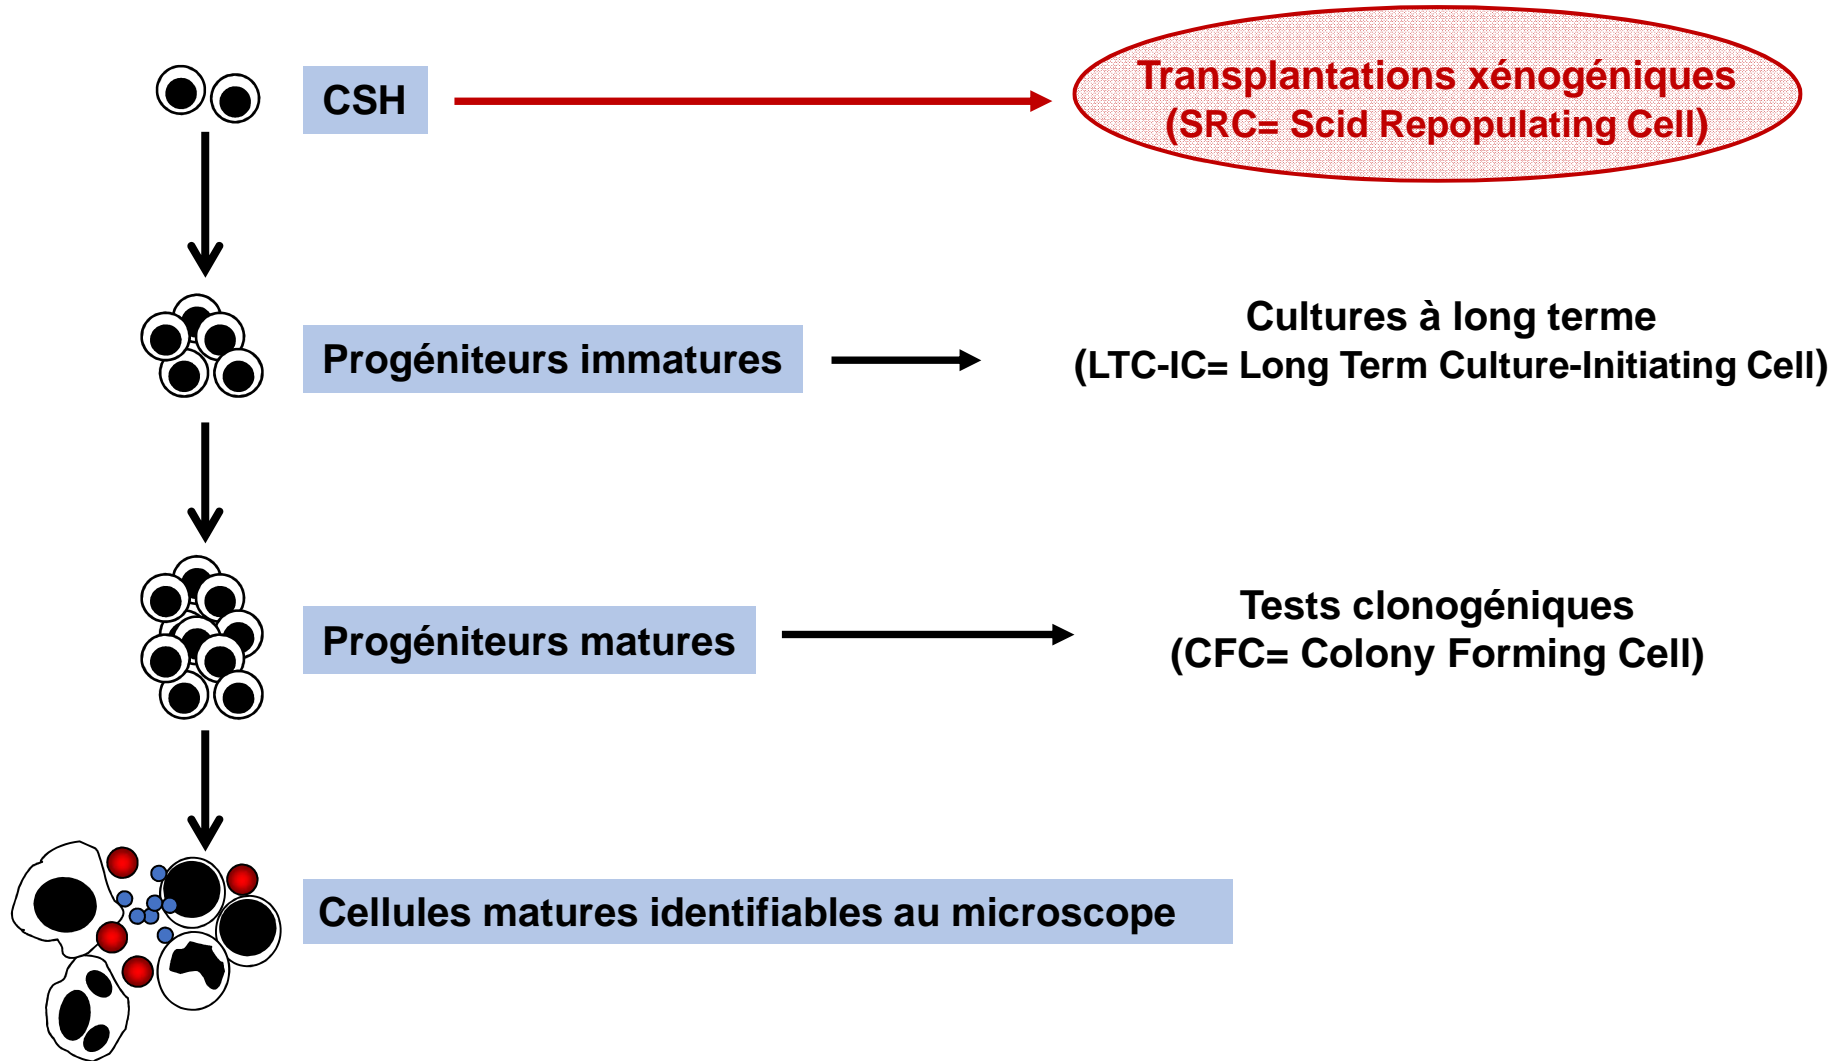 CSH
Transplantations xénogéniques
(SRC= Scid Repopulating Cell)
Progéniteurs immatures
Cultures à long terme
(LTC-IC= Long Term Culture-Initiating Cell)
Progéniteurs matures
Tests clonogéniques
(CFC= Colony Forming Cell)
Cellules matures identifiables au microscope